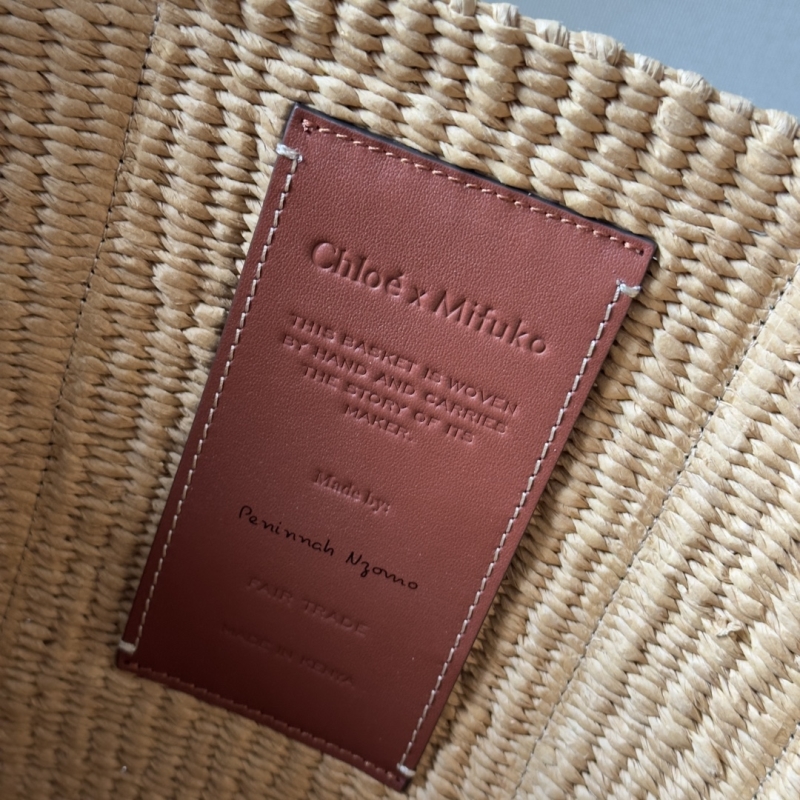 Chloé x Mifuko
THIS BASKET IS WOVEN
BY HAND AND CARRIES
THE STORY OF ITS
MAKER.
Made by:
Peninnah Nzomo
FAIR TRADE
MADE IN KENYA